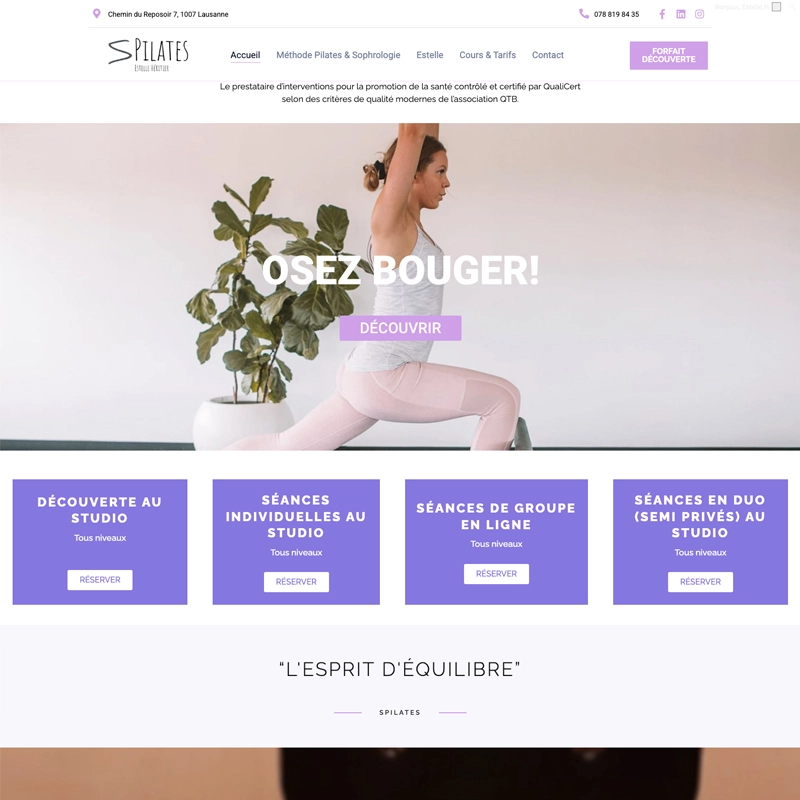 Chemin du Reposoir 7, 1007 Lausanne
078 819 84 35
SPILATES
ESTELLE HÉRITIER
Accueil
Méthode Pilates & Sophrologie
Estelle
Cours & Tarifs
Contact
FORFAIT
DÉCOUVERTE
Le prestataire d'interventions pour la promotion de la santé contrôlé et certifié par QualiCert
selon des critères de qualité modernes de l'association QTB.
OSEZ BOUGER!
DÉCOUVRIR
DÉCOUVERTE AU
STUDIO
Tous niveaux
RÉSERVER
SÉANCES
INDIVIDUELLES AU
STUDIO
Tous niveaux
RÉSERVER
SÉANCES DE GROUPE
EN LIGNE
Tous niveaux
RÉSERVER
SÉANCES EN DUO
(SEMI PRIVÉS) AU
STUDIO
Tous niveaux
RÉSERVER
“L'ESPRIT D'ÉQUILIBRE”
SPILATES